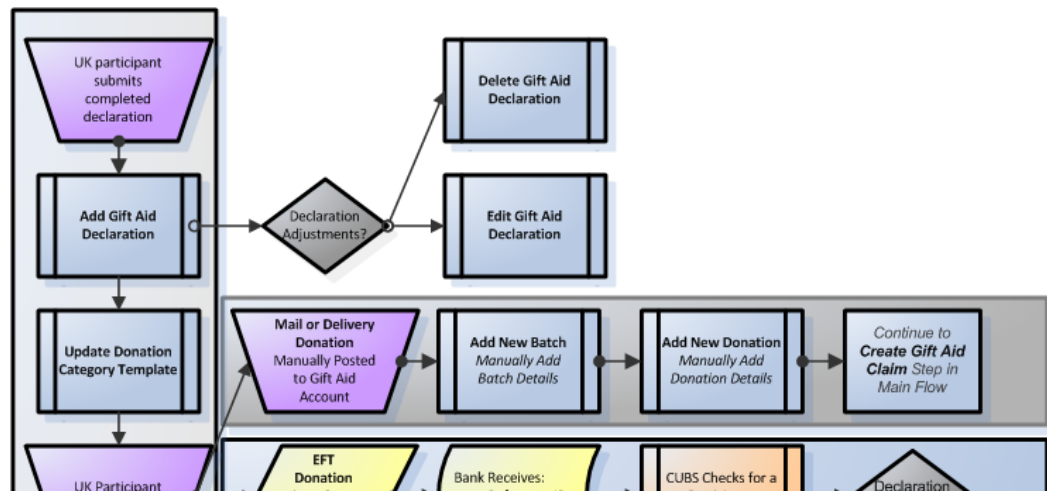 UK participant
submits
completed
declaration
Delete Gift Aid
Declaration
Add Gift Aid
Declaration
Declaration
Adjustments?
Edit Gift Aid
Declaration
Update Donation
Category Template
Mail or Delivery
Donation
Manually Posted
to Gift Aid
Account
Add New Batch
Manually Add
Batch Details
Add New Donation
Manually Add
Donation Details
Continue to
Create Gift Aid
Claim Step in
Main Flow
UK Participant
EFT
Donation
Bank Receives:
CUBS Checks for a
Declaration